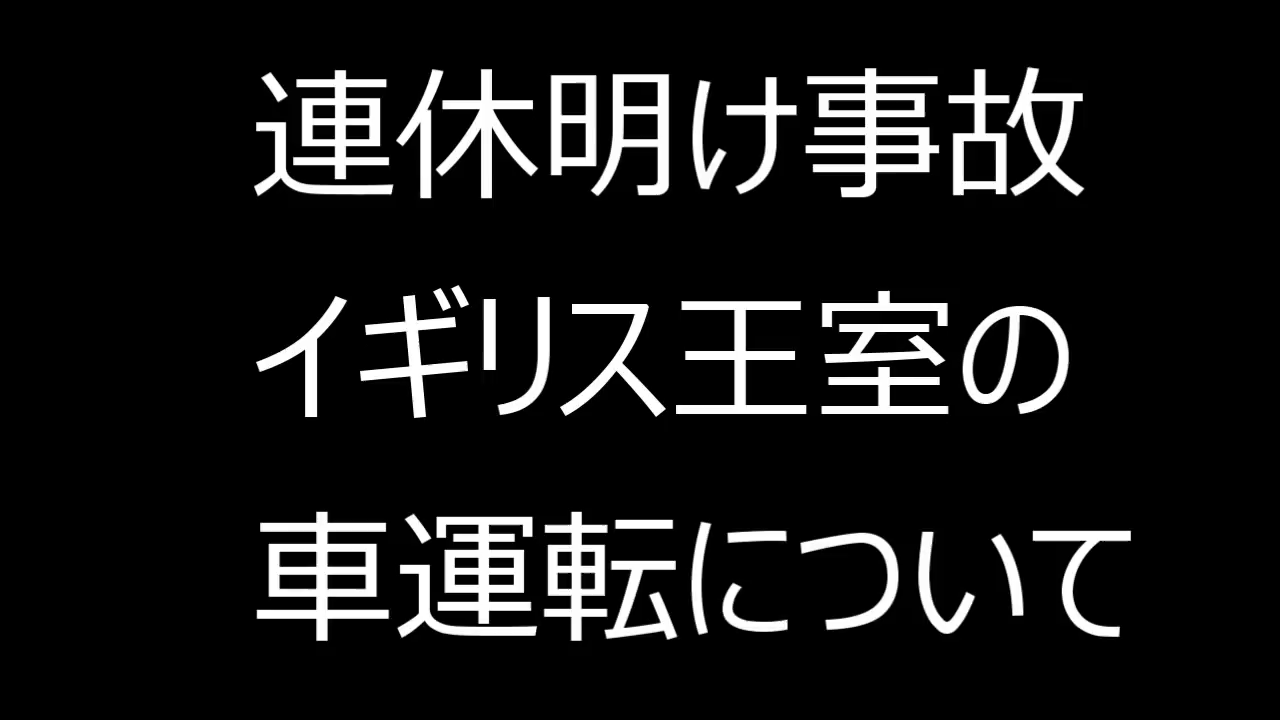 連休明け事故
イギリス王室の
車運転について